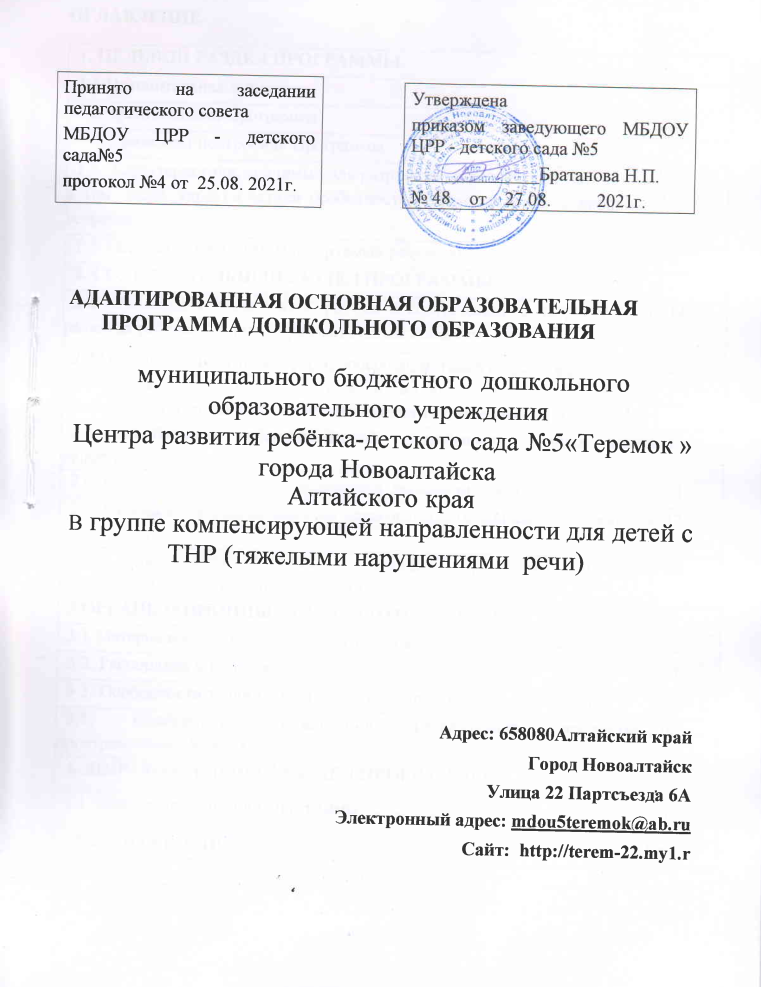 Принято на заседании
педагогического совета
МБДОУ ЦРР - детского
сада№5
протокол №4 от 25.08. 2021г.
Утверждена
приказом заведующего МБДОУ
ЦРР - детского сада №5
Братанова Н.П.
№ 48 от 27.08. 2021г.
АДАПТИРОВАННАЯ ОСНОВНАЯ ОБРАЗОВАТЕЛЬНАЯ
ПРОГРАММА ДОШКОЛЬНОГО ОБРАЗОВАНИЯ
муниципального бюджетного дошкольного
образовательного учреждения
Центра развития ребёнка-детского сада №5«Теремок »
города Новоалтайска
Алтайского края
В группе компенсирующей направленности для детей с
ТНР (тяжелыми нарушениями речи)
Адрес: 658080Алтайский край
Город Новоалтайск
Улица 22 Партсъезда 6А
Электронный адрес: mdou5teremok@ab.ru
Сайт: http://terem-22.my1.r